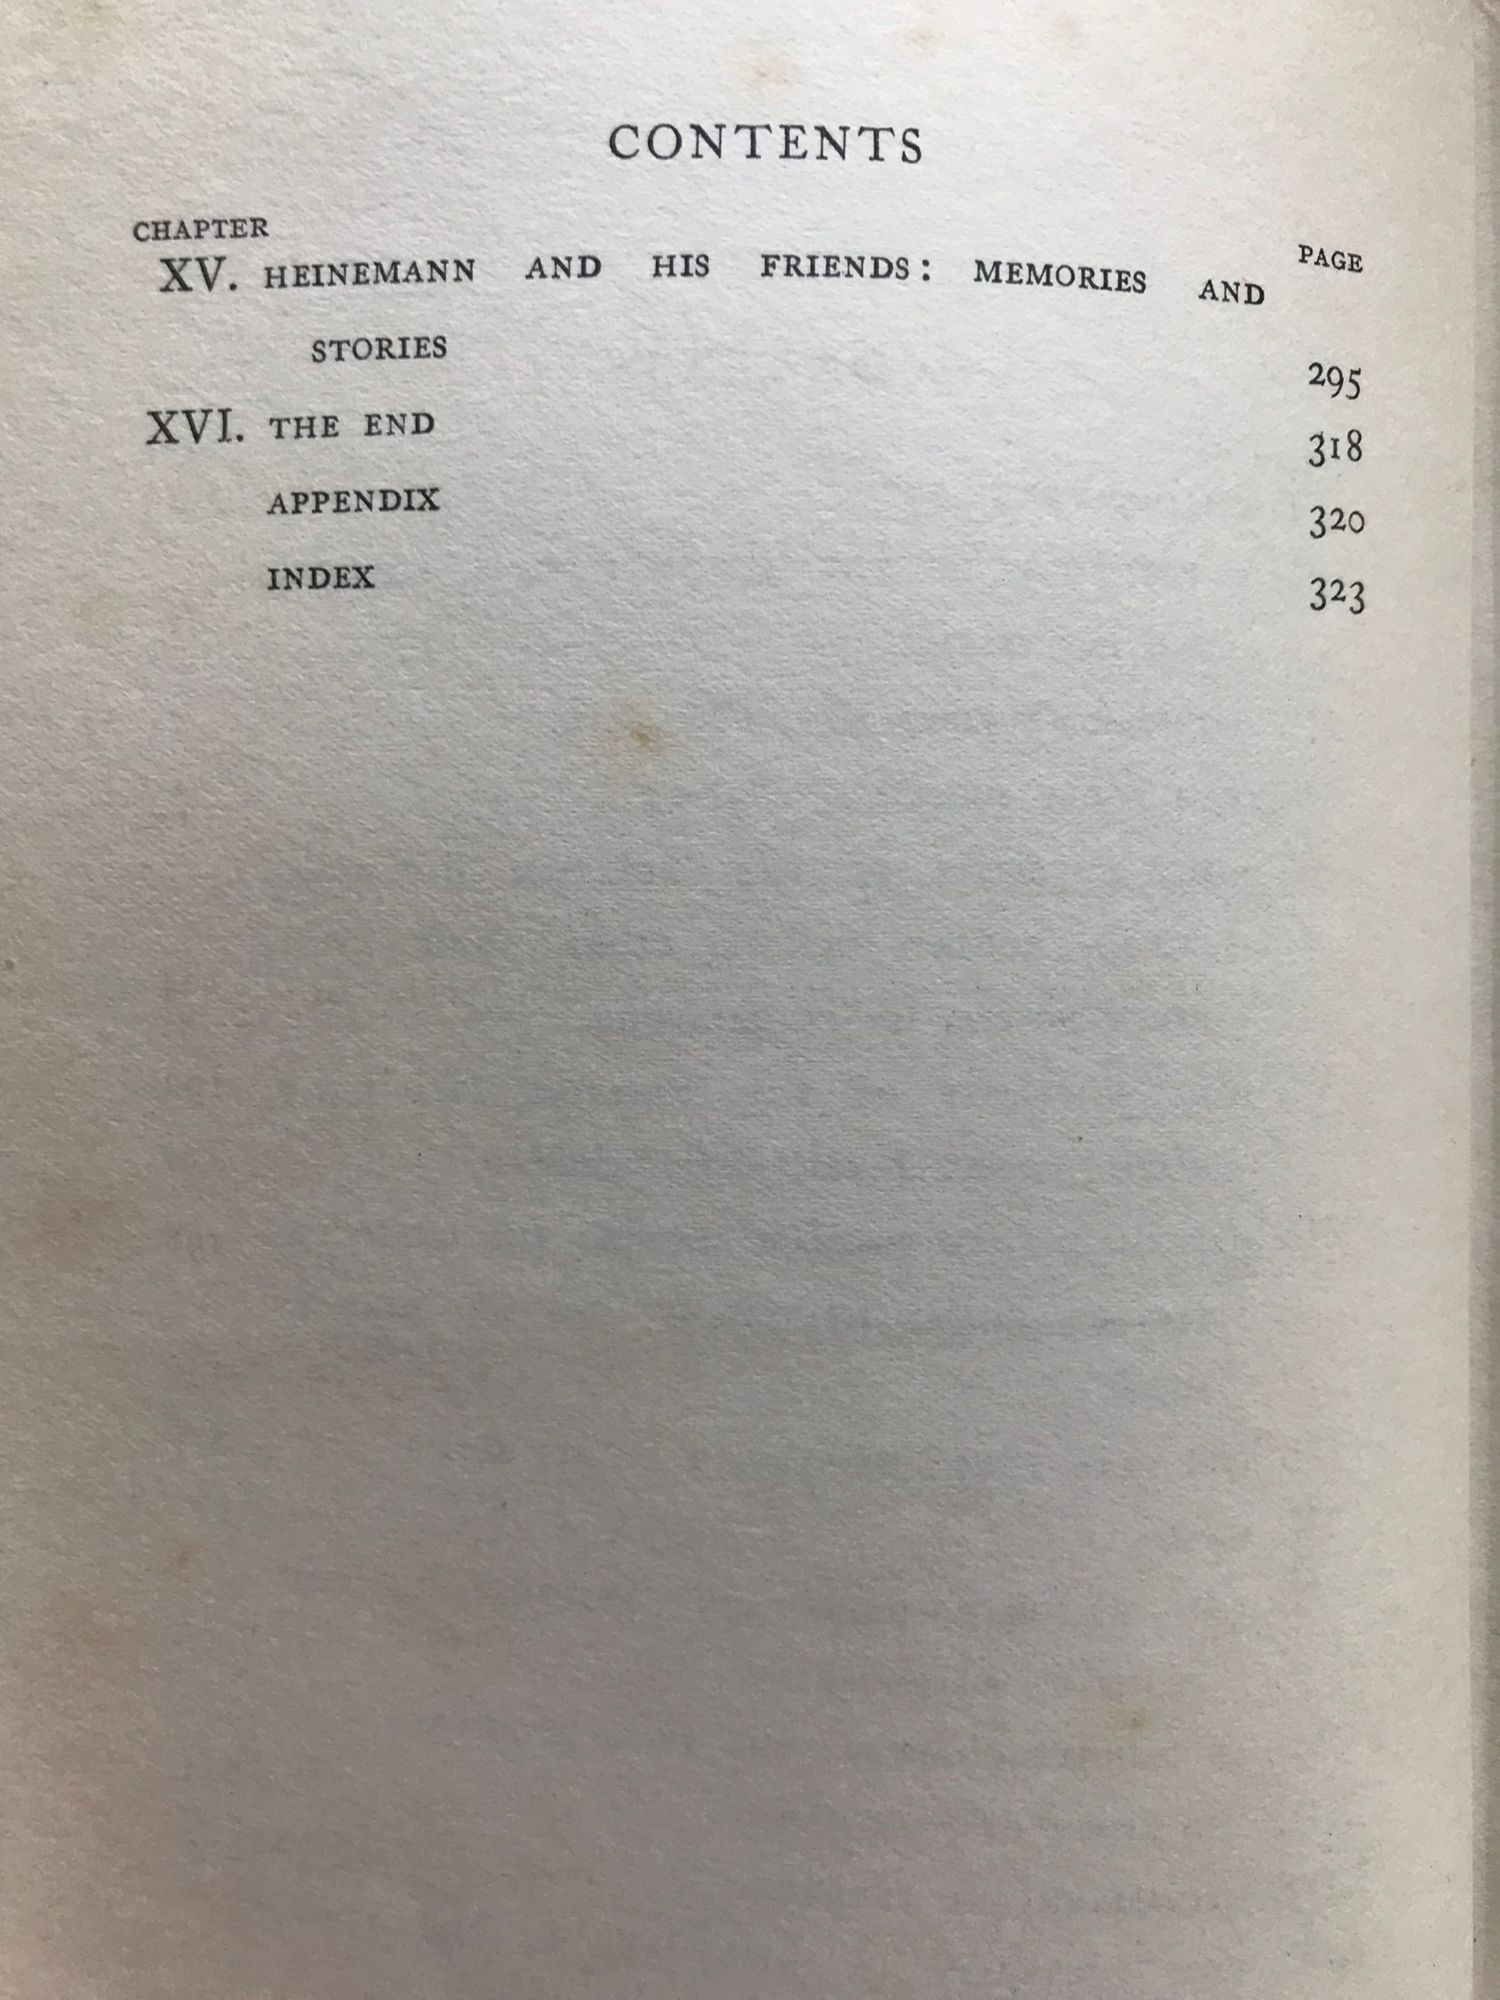 CONTENTS
CHAPTER PAGE
XV. HEINEMANN AND HIS FRIENDS: MEMORIES AND
STORIES 295
XVI. THE END 318
APPENDIX 320
INDEX 323